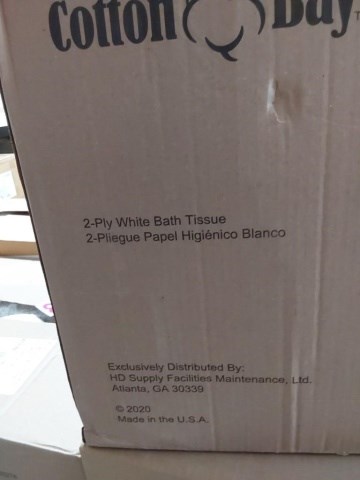 Cotton Bay
2-Ply White Bath Tissue
2-Pliegue Papel Higiénico Blanco
Exclusively Distributed By:
HD Supply Facilities Maintenance, Ltd.
Atlanta, GA 30339
© 2020
Made in the U.S.A.